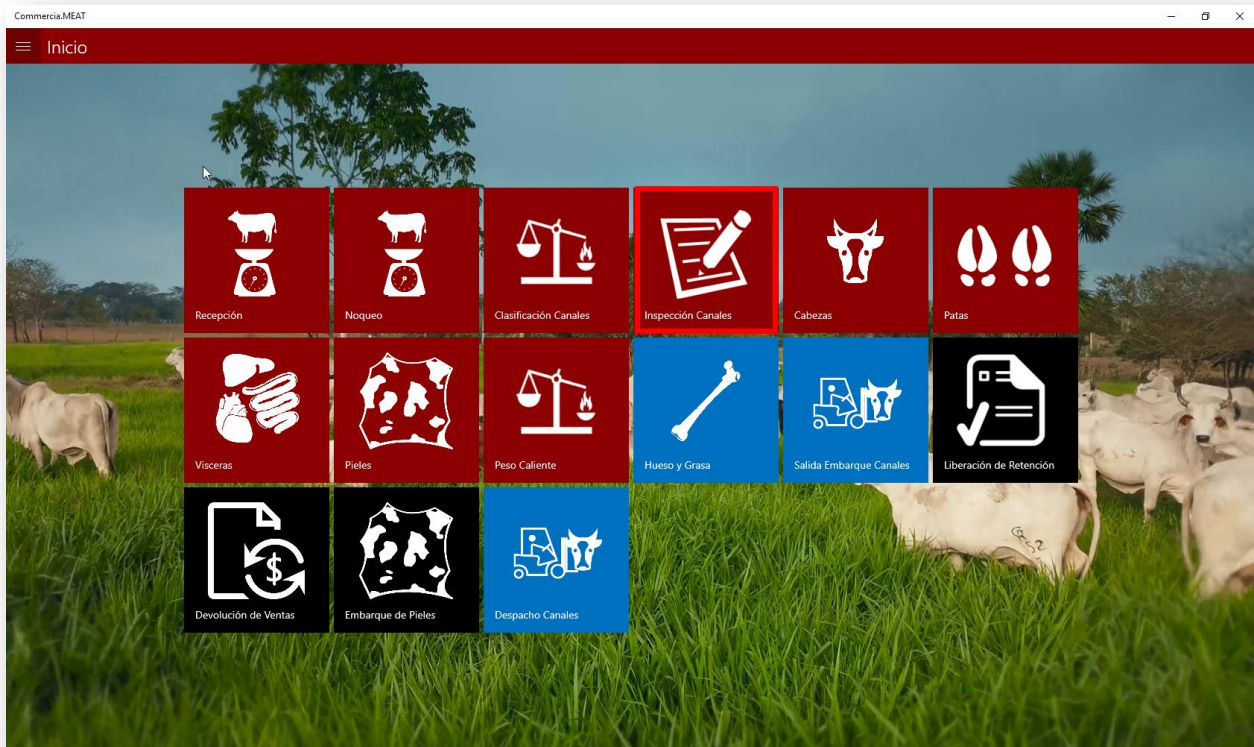 Commercia.MEAT
Inicio
Recepción
Noqueo
Clasificación Canales
Inspección Canales
Cabezas
Patas
Visceras
Pieles
Peso Caliente
Hueso y Grasa
Salida Embarque Canales
Liberación de Retención
$
Devolución de Ventas
Embarque de Pieles
Despacho Canales